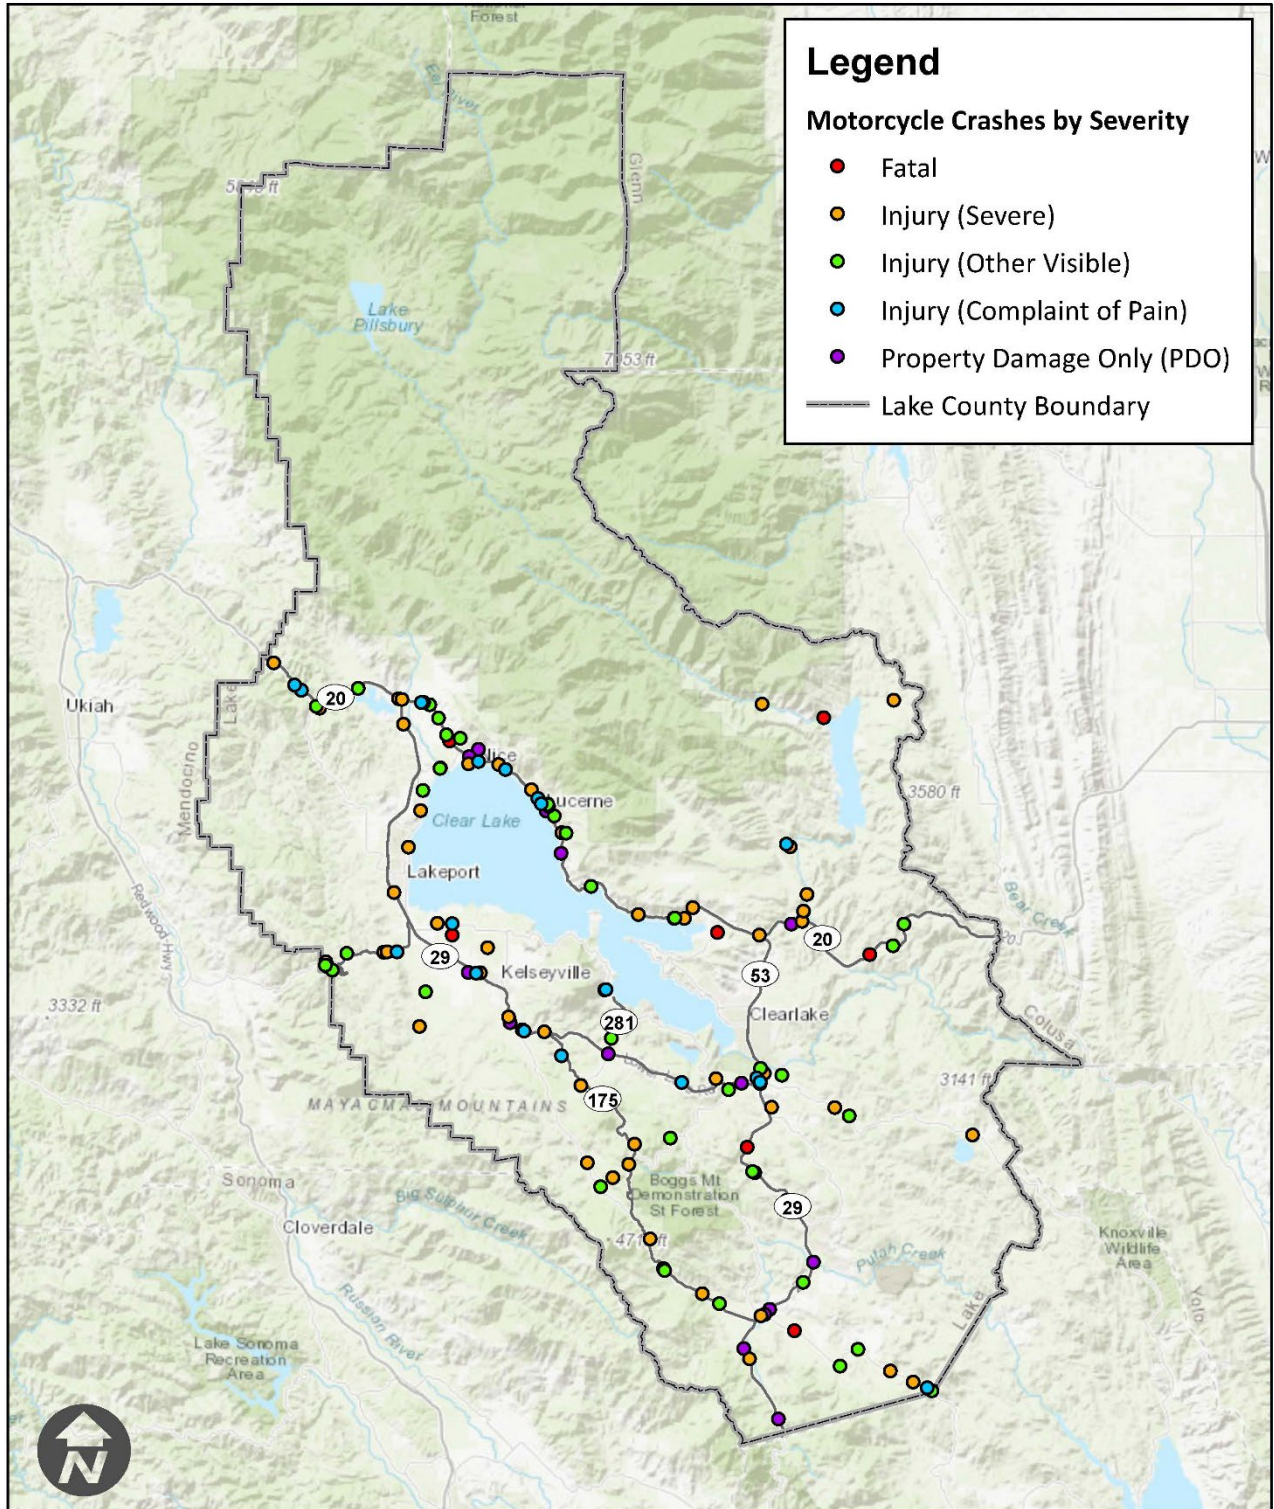 Forest
Legend
Motorcycle Crashes by Severity
Fatal
Injury (Severe)
Injury (Other Visible)
Injury (Complaint of Pain)
Property Damage Only (PDO)
Lake County Boundary
Eel River
Glenn
Lake
Pillsbury
7053 ft
Ukiah
Lake
Mendocino
20
Nice
Lucerne
Clear Lake
3580 ft
Lakeport
Redwood Hwy
Bear Creek
20
29
Kelseyville
53
3332 ft
281
Clearlake
Colusa
3141 ft
175
MAYACMAS MOUNTAINS
Sonoma
Boggs Mt
Demonstration
St Forest
Big Sulphur Creek
29
Cloverdale
Knoxville
Wildlife
Area
Putah Creek
Lake
Yolo
Russian River
Lake Sonoma
Recreation
Area
N